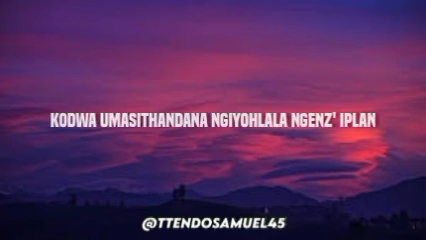 KODWA UMASITHANDANA NGIYOHLALA NGENZ' IPLAN
@TTENDOSAMUEL45